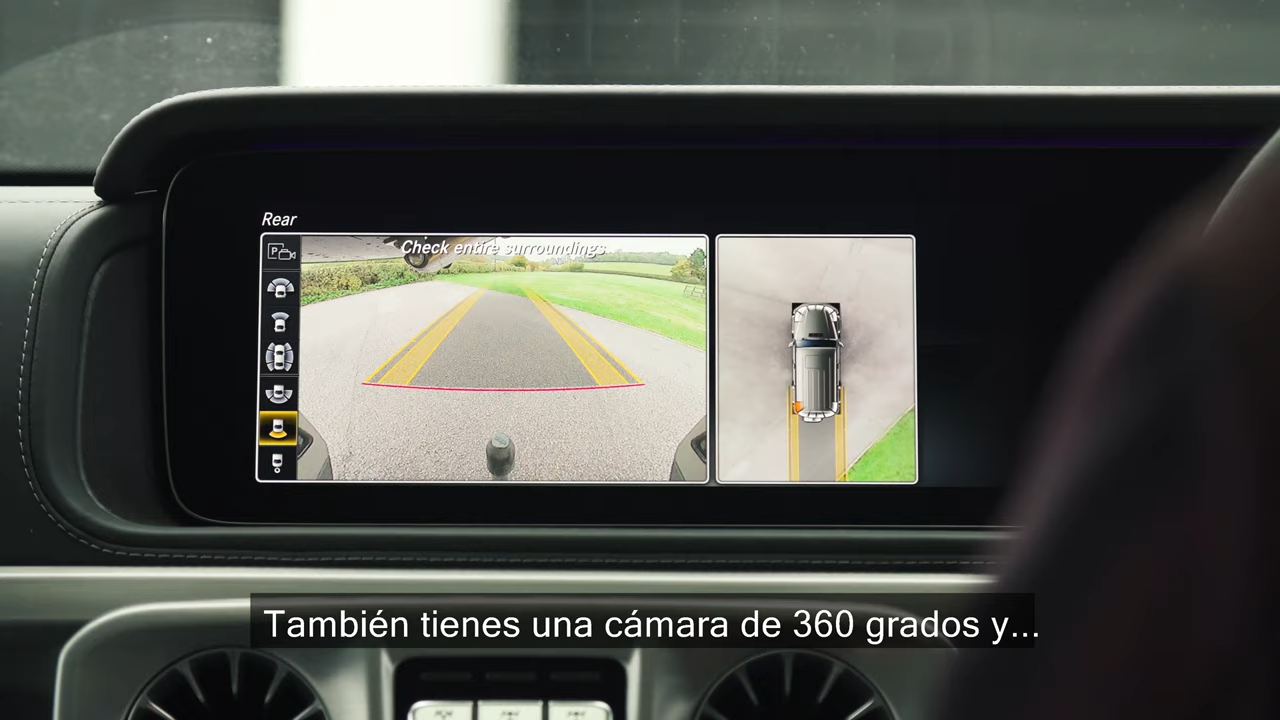 Rear
Check entire surroundings
P
También tienes una cámara de 360 grados y...